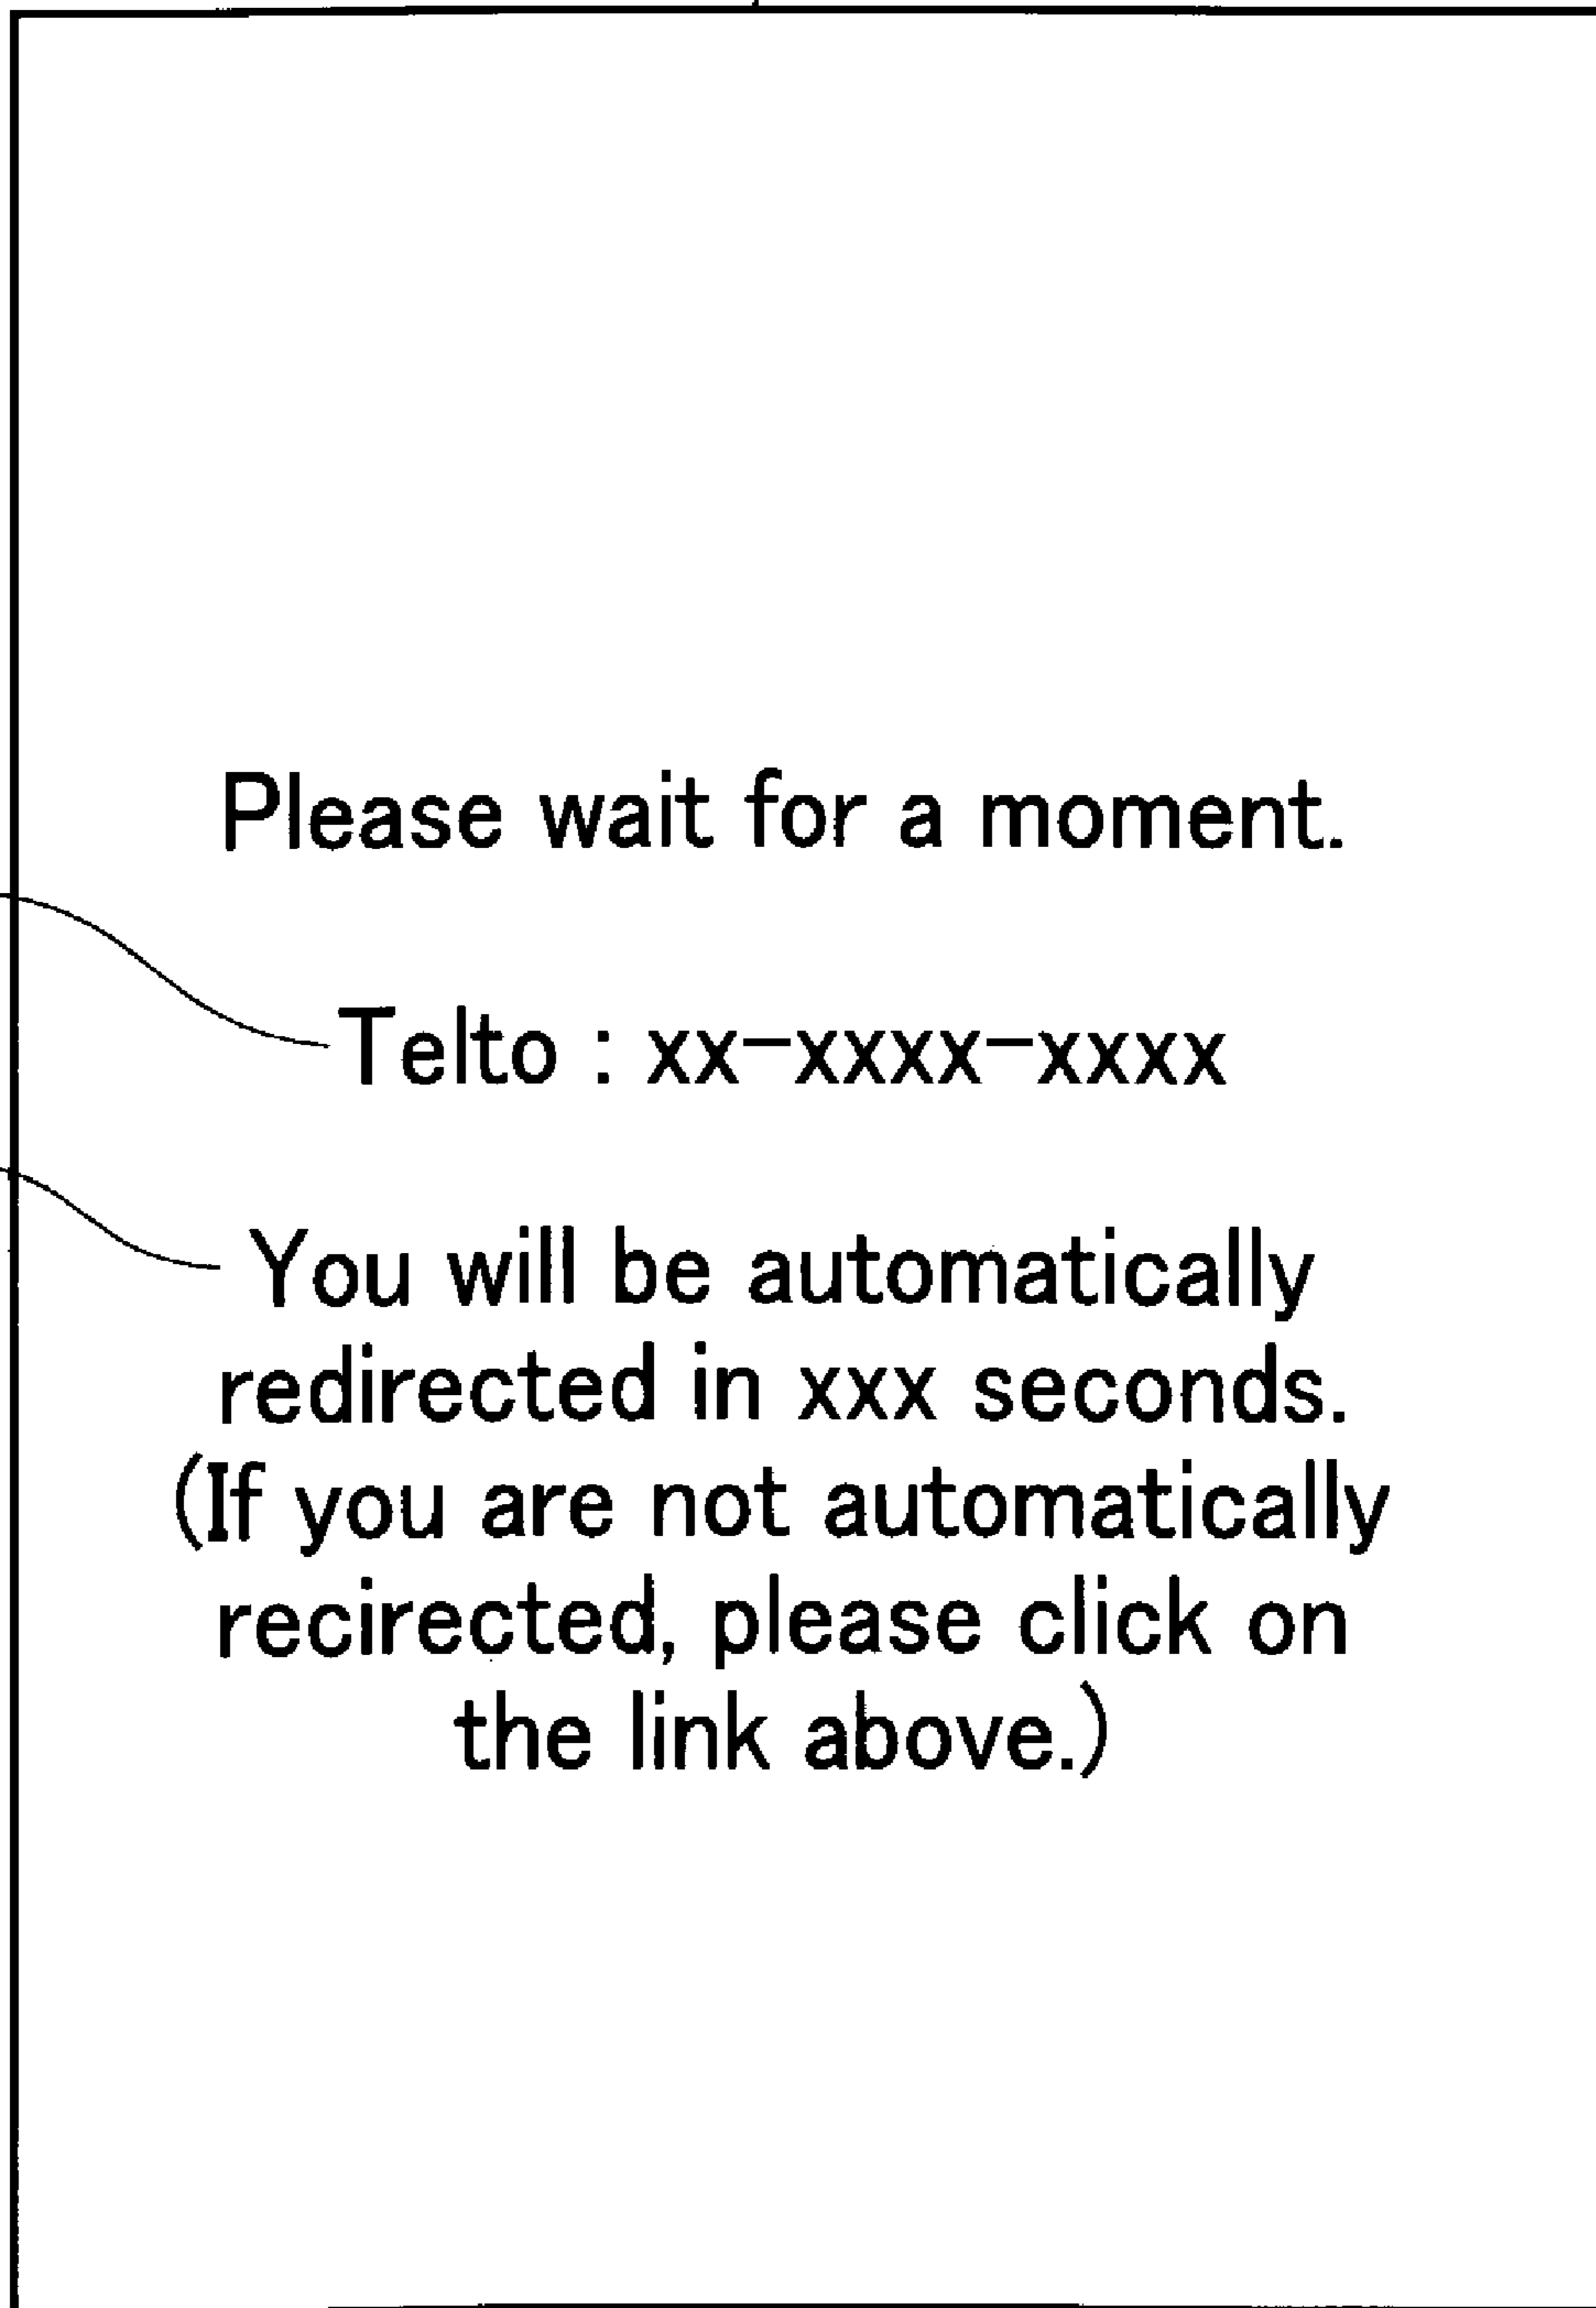 Please wait for a moment.
Telto : xx-xxxx-xxxx
You will be automatically
redirected in xxx seconds.
(If you are not automatically
recirected, please click on
the link above.)